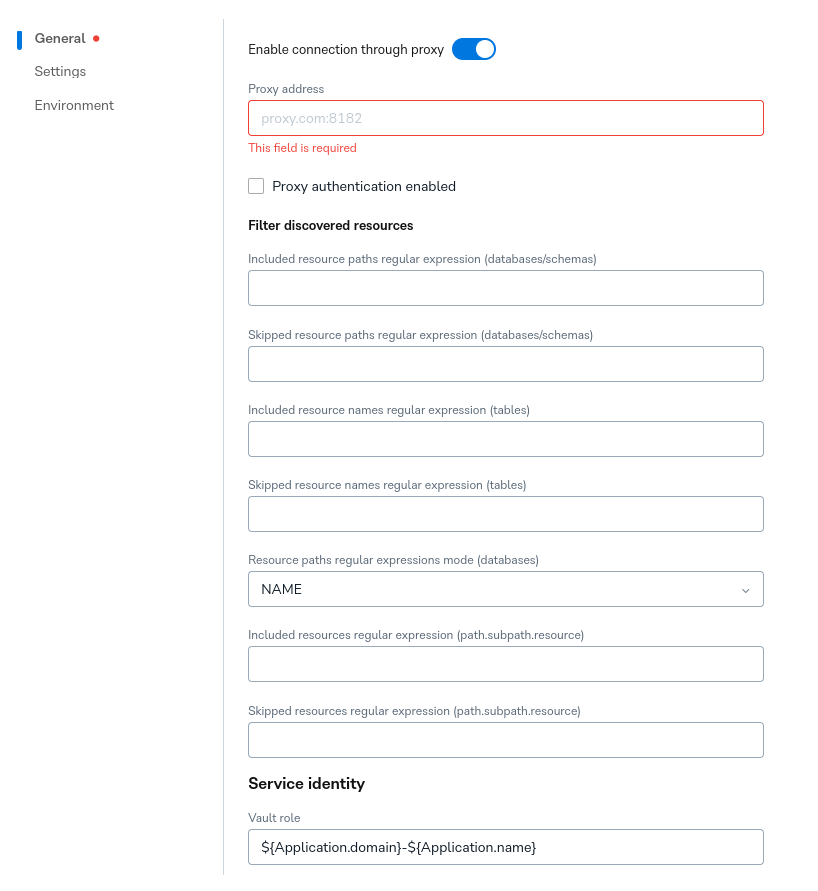 General
Settings
Environment
Enable connection through proxy
Proxy address
proxy.com:8182
This field is required
Proxy authentication enabled
Filter discovered resources
Included resource paths regular expression (databases/schemas)
Skipped resource paths regular expression (databases/schemas)
Included resource names regular expression (tables)
Skipped resource names regular expression (tables)
Resource paths regular expressions mode (databases)
NAME
Included resources regular expression (path.subpath.resource)
Skipped resources regular expression (path.subpath.resource)
Service identity
Vault role
${Application.domain}-${Application.name}